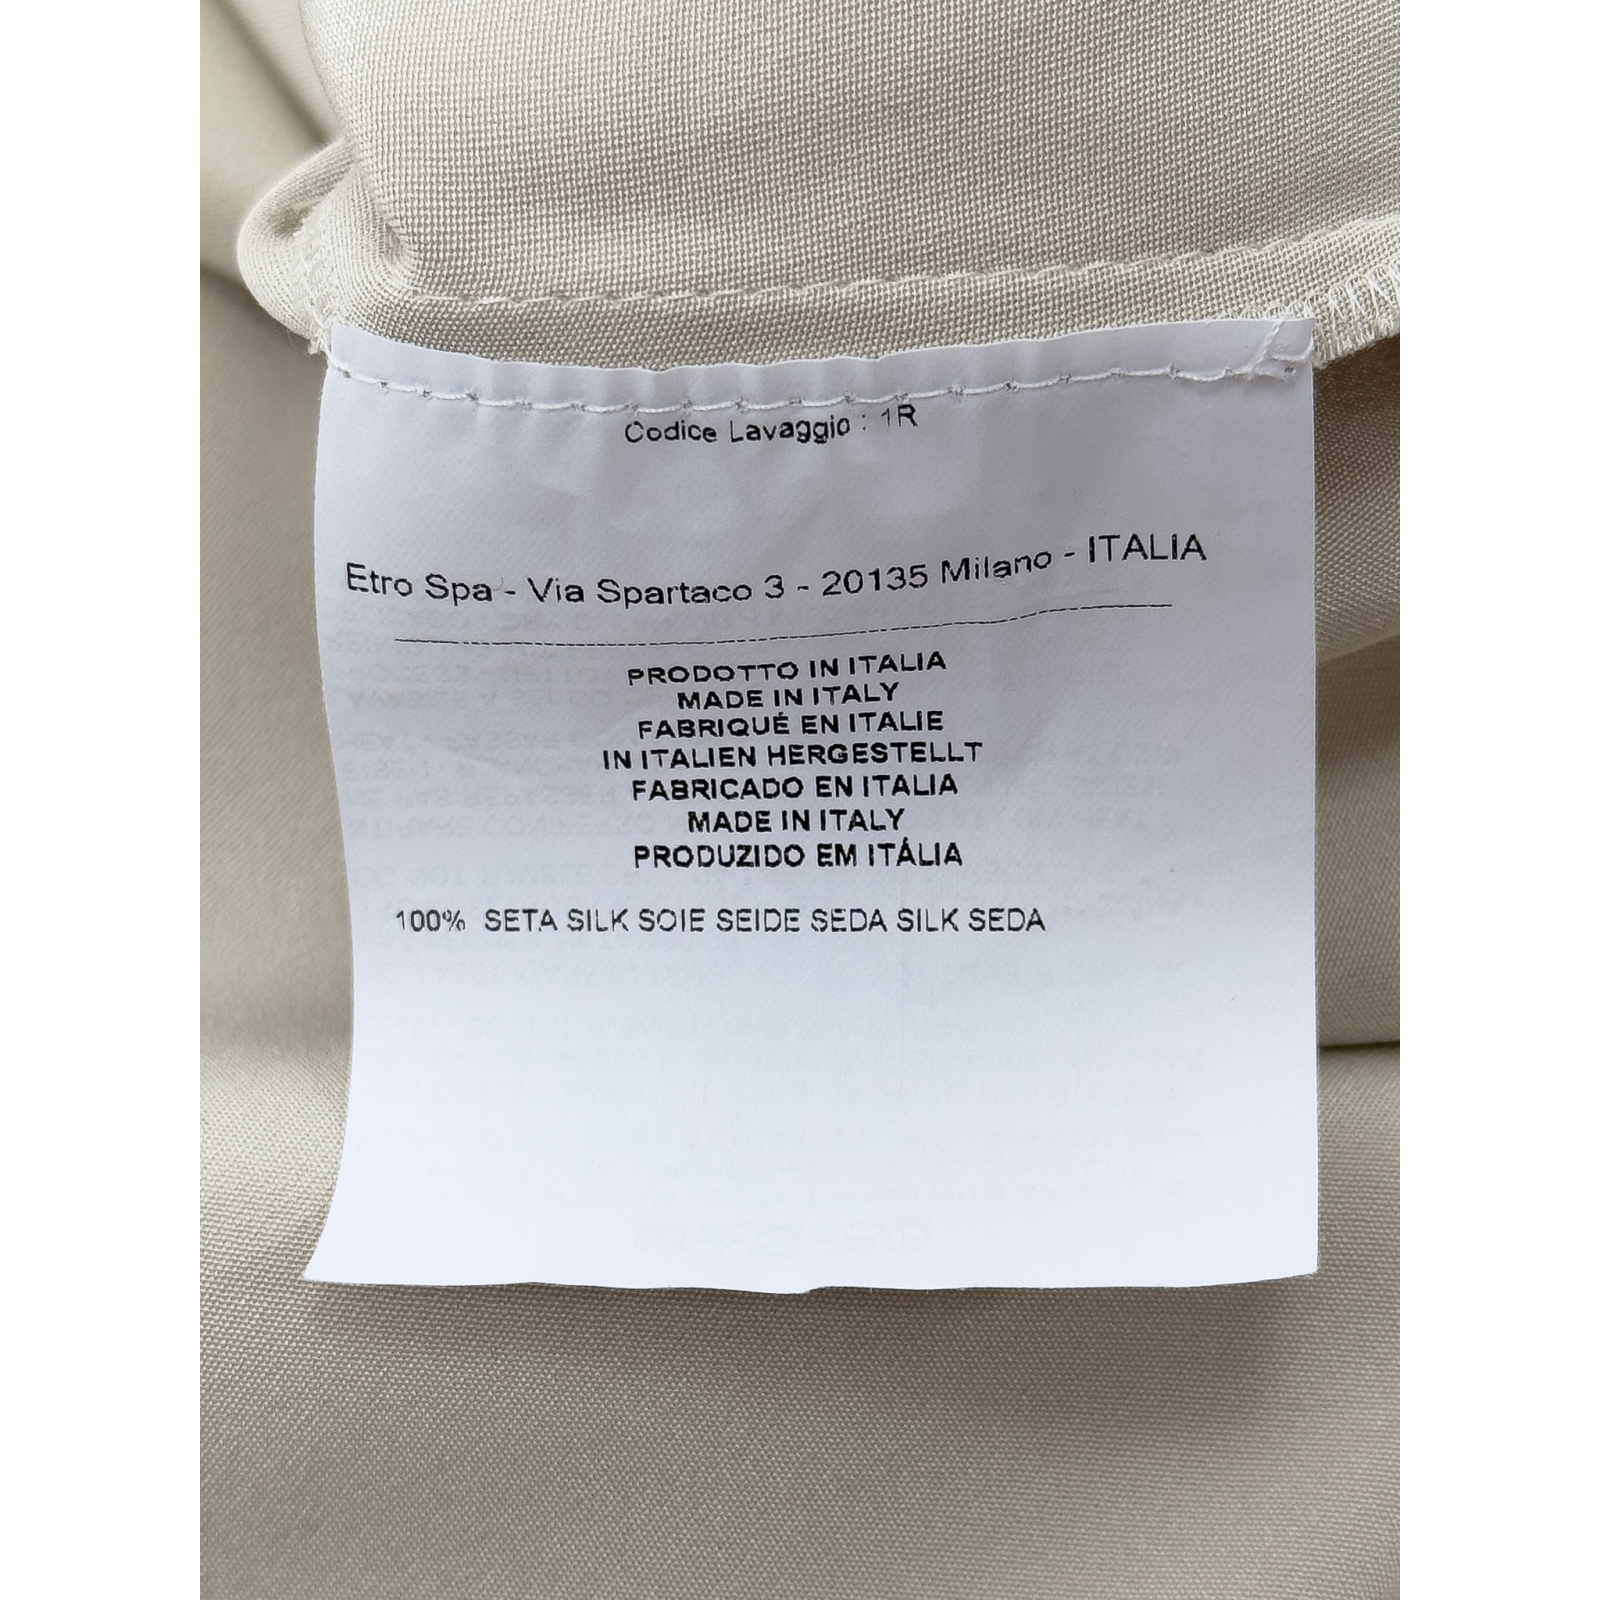 Codice Lavaggio : 1R
Etro Spa - Via Spartaco 3 - 20135 Milano - ITALIA
PRODOTTO IN ITALIA
MADE IN ITALY
FABRIQUÉ EN ITALIE
IN ITALIEN HERGESTELLT
FABRICADO EN ITALIA
MADE IN ITALY
PRODUZIDO EM ITÁLIA
100% SETA SILK SOIE SEIDE SEDA SILK SEDA